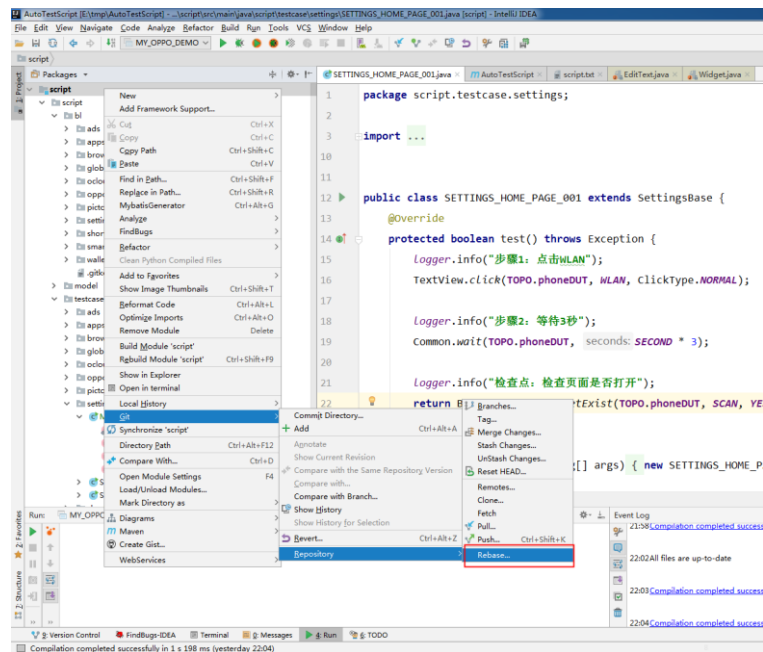 AutoTestScript [E:\tmp\AutoTestScript] - ...\script\src\main\java\script\testcase\settings\SETTINGS_HOME_PAGE_001.java [script] - IntelliJ IDEA
File Edit View Navigate Code Analyze Refactor Build Run Tools VCS Window Help
MY_OPPO_DEMO
script
Packages
SETTINGS_HOME_PAGE_001.java AutoTestScript script.txt EditText.java Widget.java
script
script
bl
ads
apps
brow
glob
oclo
oppo
picto
settin
shor
smar
walle
.gitk
model
testcase
ads
apps
brow
glob
oclo
oppo
picto
settin
New
Add Framework Support...
Cut Ctrl+X
Copy Ctrl+C
Copy Path Ctrl+Shift+C
Paste Ctrl+V
Find in Path... Ctrl+Shift+F
Replace in Path... Ctrl+Shift+R
MybatisGenerator Ctrl+Alt+G
Analyze
FindBugs
Refactor
Clean Python Compiled Files
Add to Favorites
Show Image Thumbnails Ctrl+Shift+T
Reformat Code Ctrl+Alt+L
Optimize Imports Ctrl+Alt+O
Remove Module Delete
Build Module 'script'
Rebuild Module 'script' Ctrl+Shift+F9
Show in Explorer
Open in terminal
Local History
Git
Synchronize 'script'
Directory Path Ctrl+Alt+F12
Compare With... Ctrl+D
Open Module Settings F4
Load/Unload Modules...
Mark Directory as
Diagrams
Maven
Create Gist...
WebServices
Commit Directory...
Add Ctrl+Alt+A
Annotate
Show Current Revision
Compare with the Same Repository Version
Compare with...
Compare with Branch...
Show History
Show History for Selection
Revert... Ctrl+Alt+Z
Repository
Branches...
Tag...
Merge Changes...
Stash Changes...
UnStash Changes...
Reset HEAD...
Remotes...
Clone...
Fetch
Pull...
Push... Ctrl+Shift+K
Rebase...
1 package script.testcase.settings;
2
3 import ...
10
11
12 public class SETTINGS_HOME_PAGE_001 extends SettingsBase {
13 @Override
14 protected boolean test() throws Exception {
15 Logger.info("步骤1：点击WLAN");
16 TextView.click(TOPO.phoneDUT, WLAN, ClickType.NORMAL);
17
18 Logger.info("步骤2：等待3秒");
19 Common.wait(TOPO.phoneDUT, seconds: SECOND * 3);
20
21 Logger.info("检查点：检查页面是否打开");
22 return B tExist(TOPO.phoneDUT, SCAN, YE
[] args) { new SETTINGS_HOME_P
Run: MY_OPPO
Event Log
21:58 Compilation completed success
22:02 All files are up-to-date
22:03 Compilation completed success
22:04 Compilation completed success
Project
2: Favorites
Z: Structure
9: Version Control FindBugs-IDEA Terminal 0: Messages 4: Run 6: TODO
Compilation completed successfully in 1 s 198 ms (yesterday 22:04)